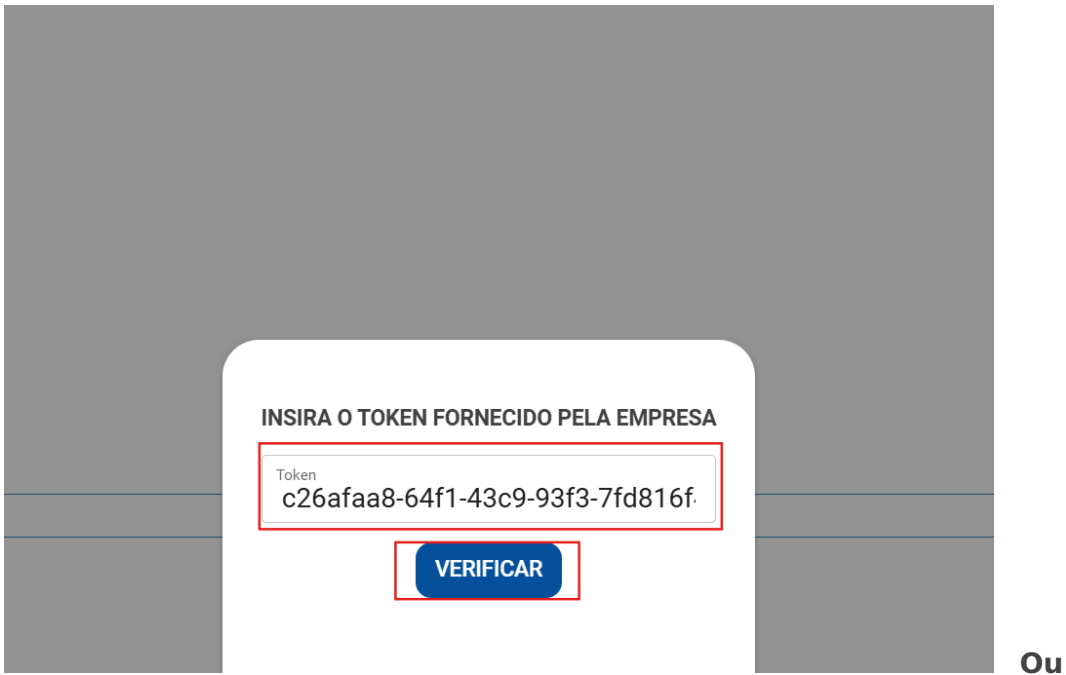 INSIRA O TOKEN FORNECIDO PELA EMPRESA
Token
c26afaa8-64f1-43c9-93f3-7fd816f
VERIFICAR
Ou